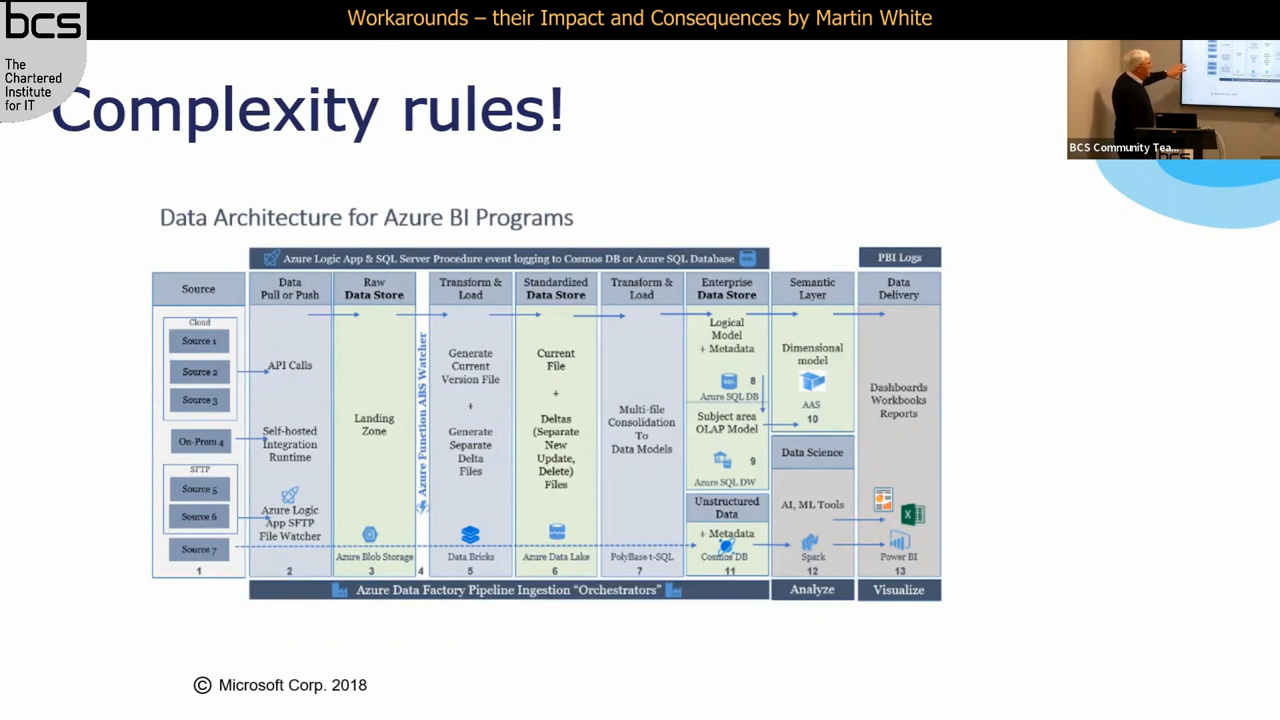 Workarounds – their Impact and Consequences by Martin White
bcs
The
Chartered
Institute
for IT
BCS Community Tea...
Complexity rules!
Data Architecture for Azure BI Programs
Azure Logic App & SQL Server Procedure event logging to Cosmos DB or Azure SQL Database
PBI Logs
Source
Cloud
Source 1
Source 2
Source 3
On-Prem 4
SFTP
Source 5
Source 6
Source 7
1
Data
Pull or Push
API Calls
Self-hosted
Integration
Runtime
Azure Logic
App SFTP
File Watcher
2
Raw
Data Store
Landing
Zone
Azure Blob Storage
3
Azure Function ABS Watcher
4
Transform &
Load
Generate
Current
Version File
+
Generate
Separate
Delta
Files
Data Bricks
5
Standardized
Data Store
Current
File
+
Deltas
(Separate
New
Update,
Delete)
Files
Azure Data Lake
6
Transform &
Load
Multi-file
Consolidation
To
Data Models
PolyBase t-SQL
7
Enterprise
Data Store
Logical
Model
+ Metadata
SQL
8
Azure SQL DB
Subject area
OLAP Model
9
Azure SQL DW
Unstructured
Data
+ Metadata
Cosmos DB
11
Semantic
Layer
Dimensional
model
AAS
10
Data Science
AI, ML Tools
Spark
12
Data
Delivery
Dashboards
Workbooks
Reports
X
Power BI
13
Azure Data Factory Pipeline Ingestion “Orchestrators”
Analyze
Visualize
© Microsoft Corp. 2018